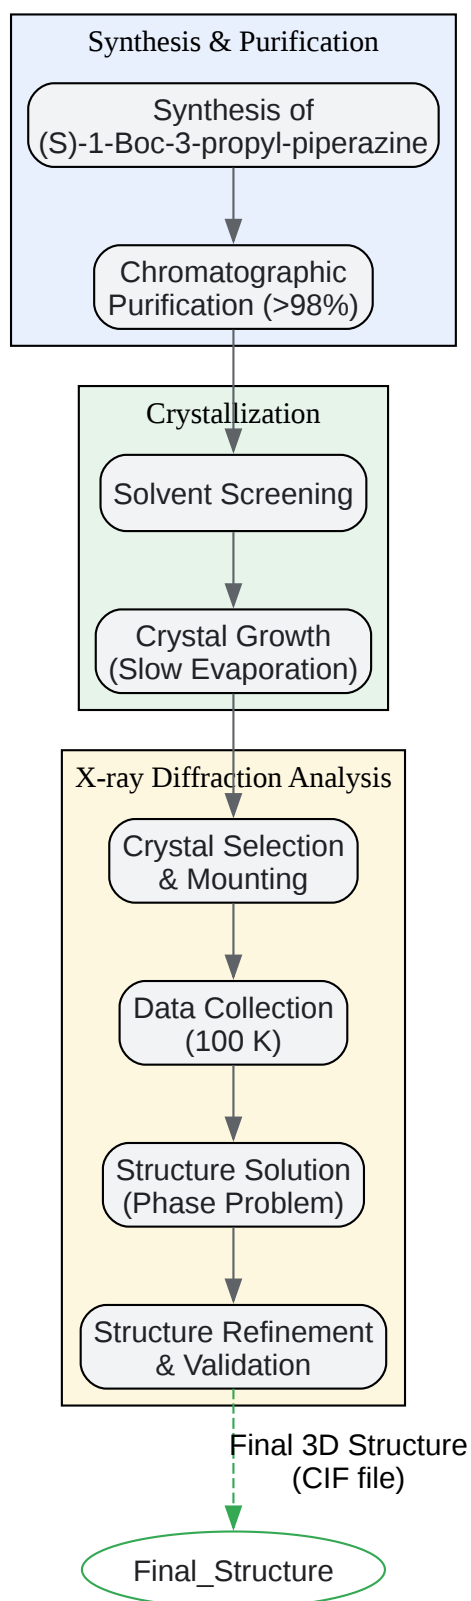 Synthesis & Purification
Synthesis of
(S)-1-Boc-3-propyl-piperazine
Chromatographic
Purification (>98%)
Crystallization
Solvent Screening
Crystal Growth
(Slow Evaporation)
X-ray Diffraction Analysis
Crystal Selection
& Mounting
Data Collection
(100 K)
Structure Solution
(Phase Problem)
Structure Refinement
& Validation
Final 3D Structure
(CIF file)
Final_Structure